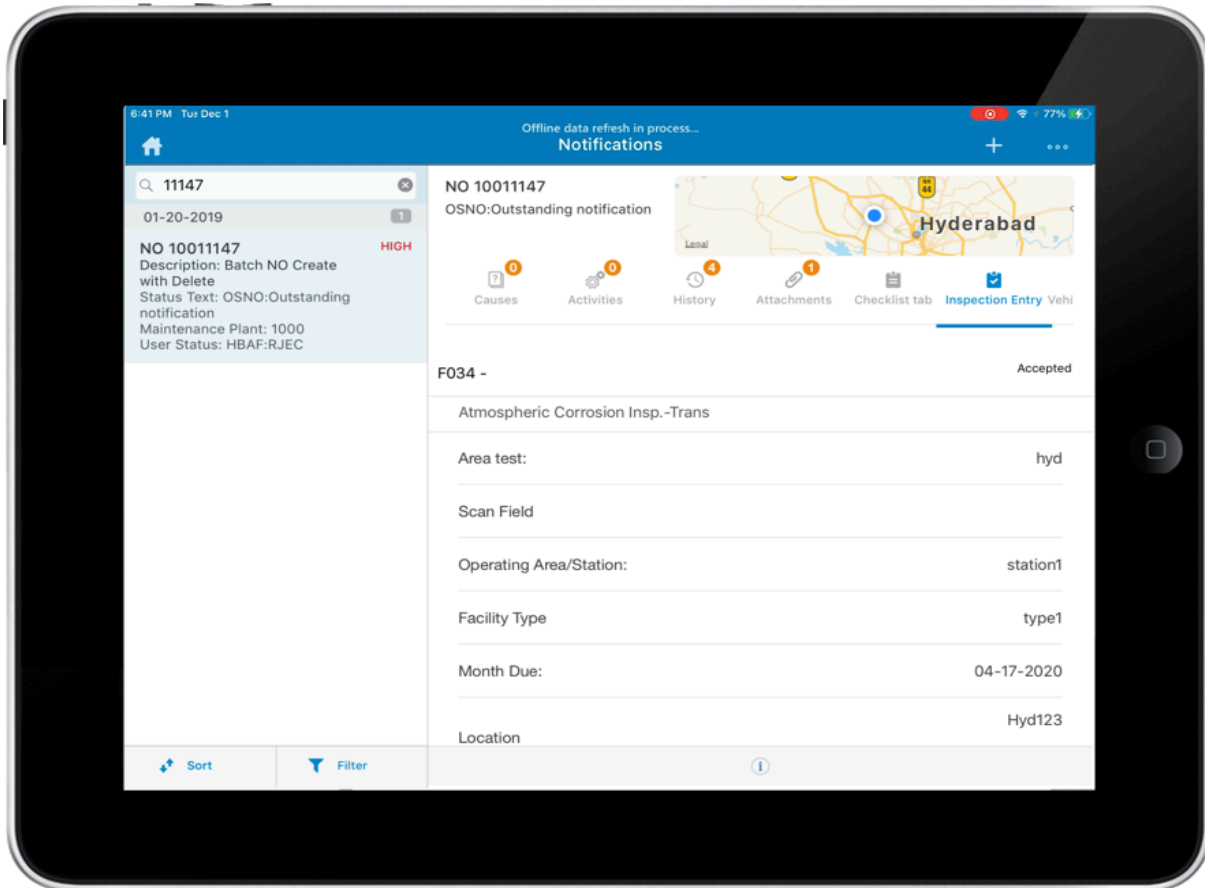 6:41 PM Tue Dec 1
77%
Offline data refresh in process...
Notifications
11147
01-20-2019
1
NO 10011147
HIGH
Description: Batch NO Create
with Delete
Status Text: OSNO:Outstanding
notification
Maintenance Plant: 1000
User Status: HBAF:RJEC
Sort
Filter
NO 10011147
OSNO:Outstanding notification
44
Hyderabad
Legal
0
Causes
0
Activities
4
History
1
Attachments
Checklist tab
Inspection Entry
Vehi
F034 -
Accepted
Atmospheric Corrosion Insp.-Trans
Area test:
hyd
Scan Field
Operating Area/Station:
station1
Facility Type
type1
Month Due:
04-17-2020
Location
Hyd123